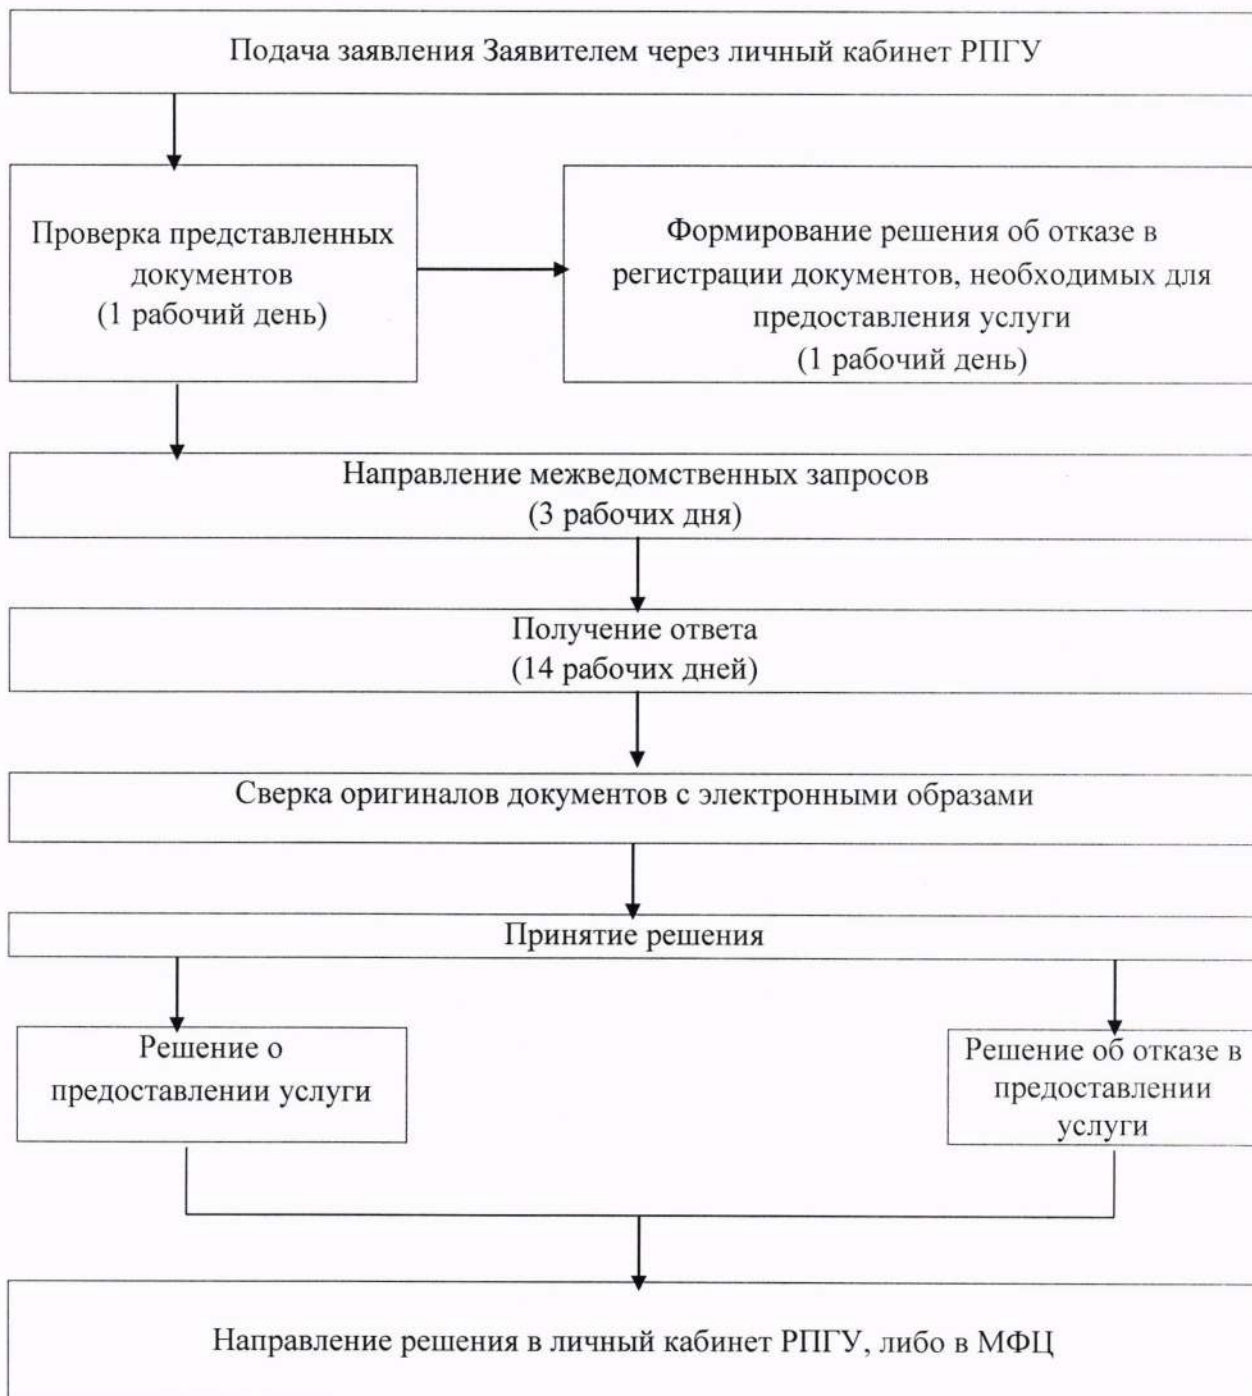 Подача заявления Заявителем через личный кабинет РПГУ
Проверка представленных
документов
(1 рабочий день)
Формирование решения об отказе в
регистрации документов, необходимых для
предоставления услуги
(1 рабочий день)
Направление межведомственных запросов
(3 рабочих дня)
Получение ответа
(14 рабочих дней)
Сверка оригиналов документов с электронными образами
Принятие решения
Решение о
предоставлении услуги
Решение об отказе в
предоставлении
услуги
Направление решения в личный кабинет РПГУ, либо в МФЦ